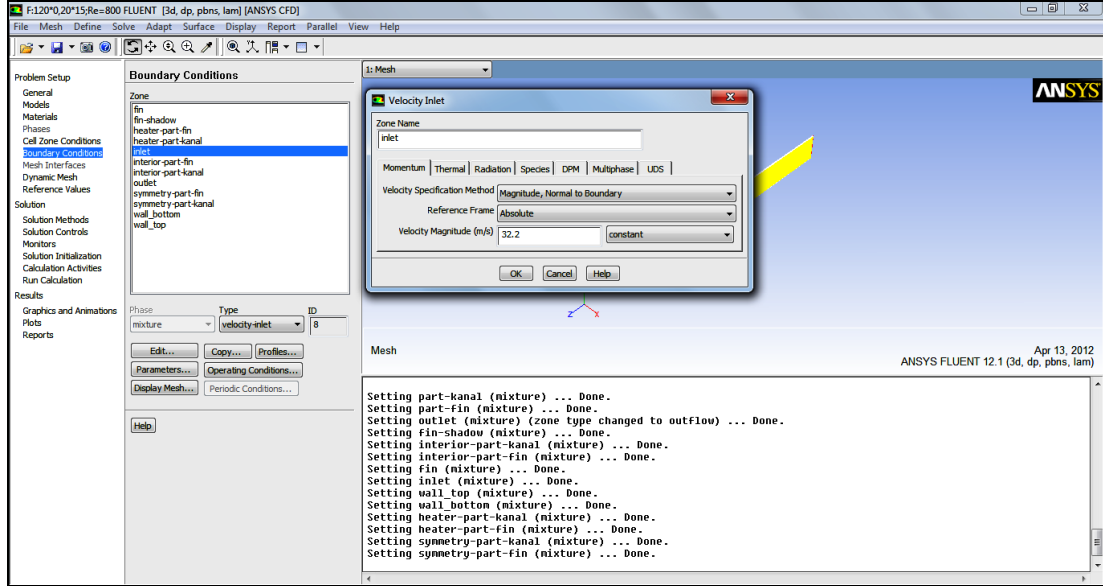 F:120*0,20*15;Re=800 FLUENT [3d, dp, pbns, lam] [ANSYS CFD]
File Mesh Define Solve Adapt Surface Display Report Parallel View Help
Problem Setup
General
Models
Materials
Phases
Cell Zone Conditions
Boundary Conditions
Mesh Interfaces
Dynamic Mesh
Reference Values
Solution
Solution Methods
Solution Controls
Monitors
Solution Initialization
Calculation Activities
Run Calculation
Results
Graphics and Animations
Plots
Reports
Boundary Conditions
Zone
fin
fin-shadow
heater-part-fin
heater-part-kanal
inlet
interior-part-fin
interior-part-kanal
outlet
symmetry-part-fin
symmetry-part-kanal
wall_bottom
wall_top
Phase Type ID
mixture velocity-inlet 8
Edit... Copy... Profiles...
Parameters... Operating Conditions...
Display Mesh... Periodic Conditions...
Help
1: Mesh
ANSYS
Velocity Inlet
Zone Name
inlet
Momentum Thermal Radiation Species DPM Multiphase UDS
Velocity Specification Method Magnitude, Normal to Boundary
Reference Frame Absolute
Velocity Magnitude (m/s) 32.2 constant
OK Cancel Help
Z X
Mesh
Apr 13, 2012
ANSYS FLUENT 12.1 (3d, dp, pbns, lam)
Setting part-kanal (mixture) ... Done.
Setting part-fin (mixture) ... Done.
Setting outlet (mixture) (zone type changed to outflow) ... Done.
Setting fin-shadow (mixture) ... Done.
Setting interior-part-kanal (mixture) ... Done.
Setting interior-part-fin (mixture) ... Done.
Setting fin (mixture) ... Done.
Setting inlet (mixture) ... Done.
Setting wall_top (mixture) ... Done.
Setting wall_bottom (mixture) ... Done.
Setting heater-part-kanal (mixture) ... Done.
Setting heater-part-fin (mixture) ... Done.
Setting symmetry-part-kanal (mixture) ... Done.
Setting symmetry-part-fin (mixture) ... Done.